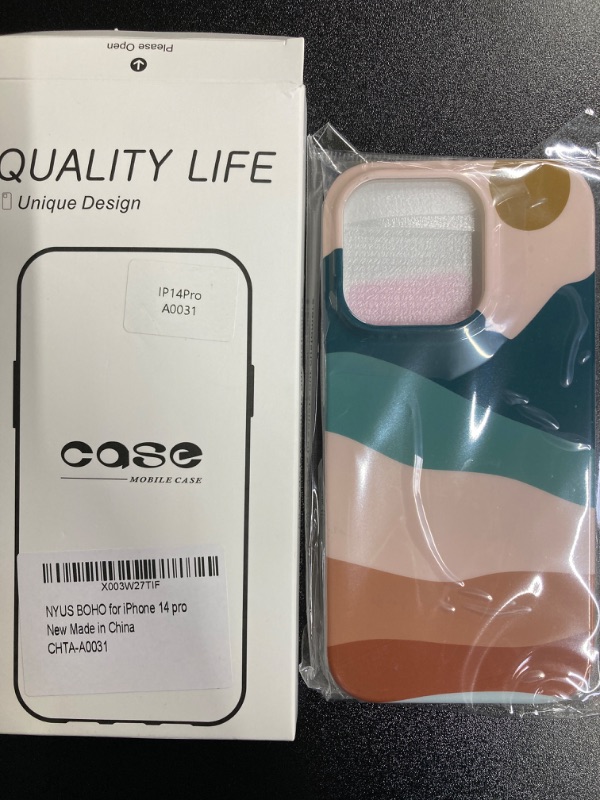 Please Open
QUALITY LIFE
Unique Design
IP14Pro
A0031
case
MOBILE CASE
X003W27TIF
NYUS BOHO for iPhone 14 pro
New Made in China
CHTA-A0031